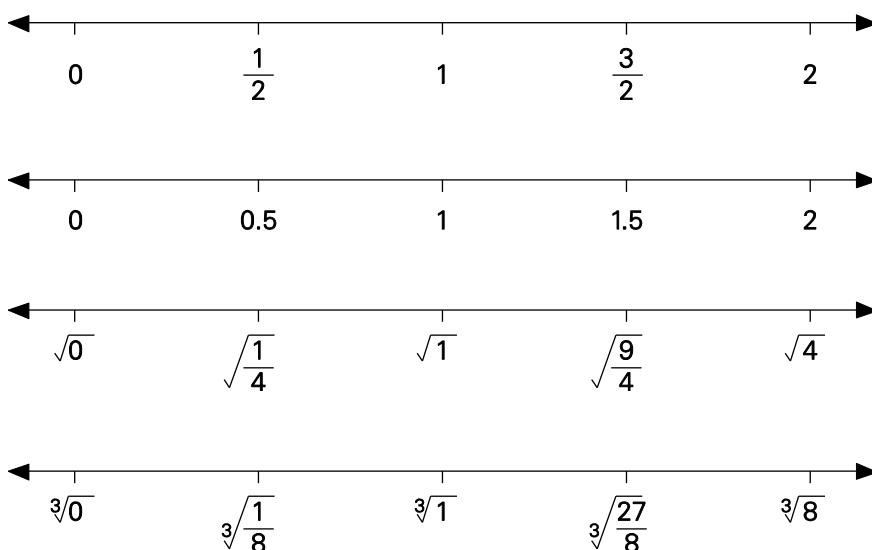 0 1/2 1 3/2 2
0 0.5 1 1.5 2
√0 √(1/4) √1 √(9/4) √4
∛0 ∛(1/8) ∛1 ∛(27/8) ∛8